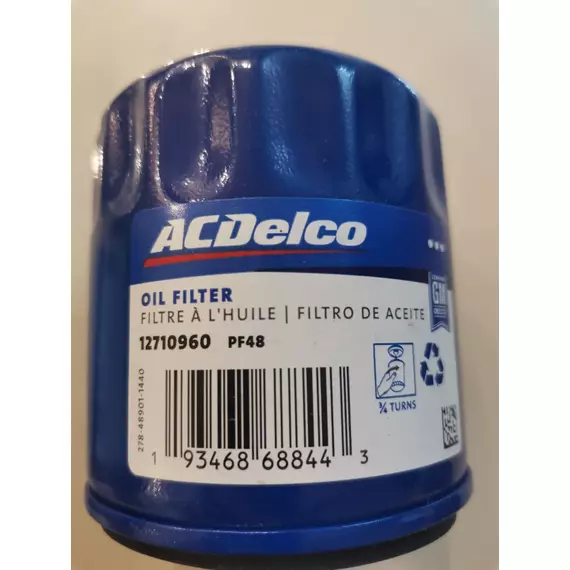 ACDelco
OIL FILTER
FILTRE À L'HUILE | FILTRO DE ACEITE
12710960 PF48
GM
¾ TURNS
278-48901-1440
1 93468 68844 3